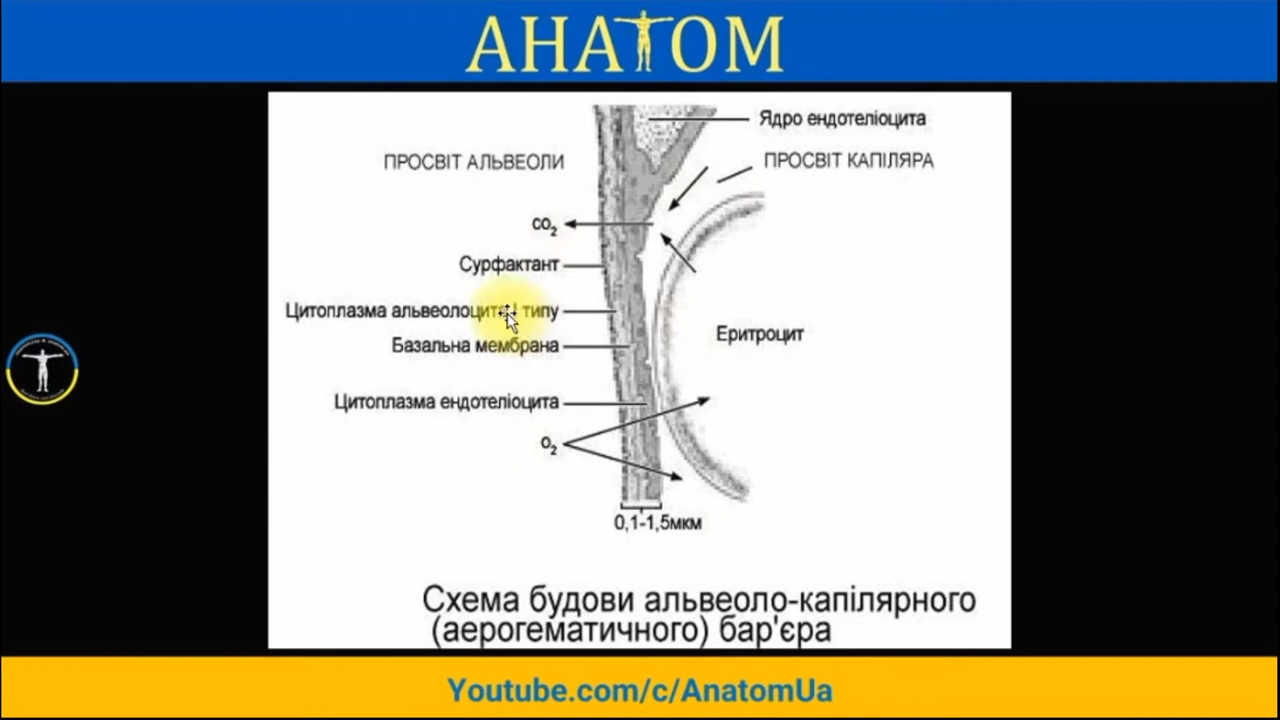 АНАТОМ
Ядро ендотеліоцита
ПРОСВІТ АЛЬВЕОЛИ
ПРОСВІТ КАПІЛЯРА
CO2
Сурфактант
Цитоплазма альвеолоцита І типу
Базальна мембрана
Еритроцит
Цитоплазма ендотеліоцита
O2
0,1-1,5мкм
Схема будови альвеоло-капілярного
(аерогематичного) бар'єра
Youtube.com/c/AnatomUa